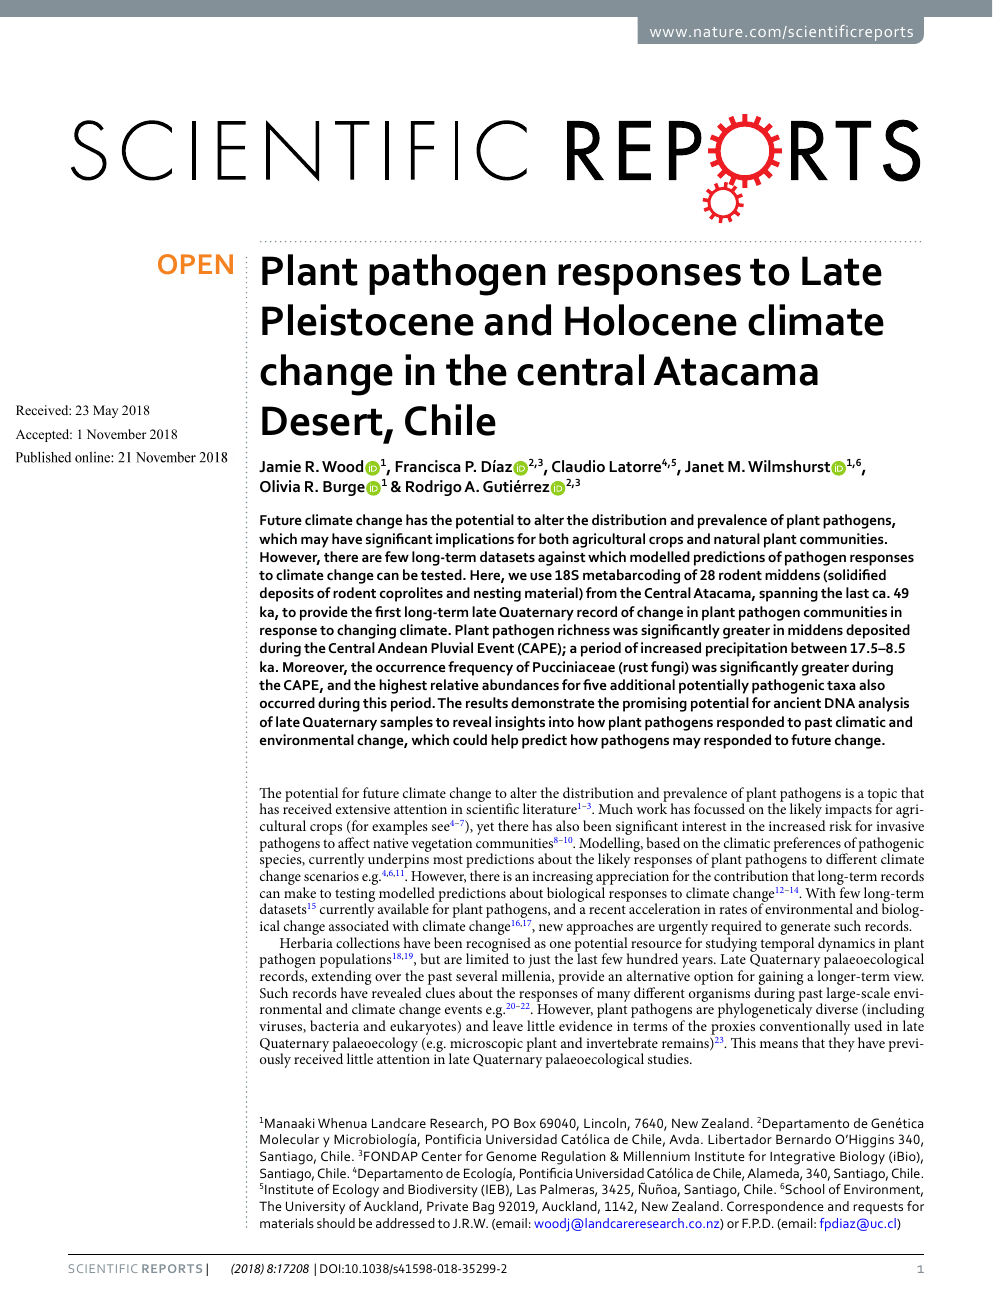 www.nature.com/scientificreports
SCIENTIFIC REPORTS
OPEN
Plant pathogen responses to Late
Pleistocene and Holocene climate
change in the central Atacama
Desert, Chile
Received: 23 May 2018
Accepted: 1 November 2018
Published online: 21 November 2018
Jamie R. Wood iD 1, Francisca P. Díaz iD 2,3, Claudio Latorre4,5, Janet M. Wilmshurst iD 1,6,
Olivia R. Burge iD 1 & Rodrigo A. Gutiérrez iD 2,3
Future climate change has the potential to alter the distribution and prevalence of plant pathogens,
which may have significant implications for both agricultural crops and natural plant communities.
However, there are few long-term datasets against which modelled predictions of pathogen responses
to climate change can be tested. Here, we use 18S metabarcoding of 28 rodent middens (solidified
deposits of rodent coprolites and nesting material) from the Central Atacama, spanning the last ca. 49
ka, to provide the first long-term late Quaternary record of change in plant pathogen communities in
response to changing climate. Plant pathogen richness was significantly greater in middens deposited
during the Central Andean Pluvial Event (CAPE); a period of increased precipitation between 17.5–8.5
ka. Moreover, the occurrence frequency of Pucciniaceae (rust fungi) was significantly greater during
the CAPE, and the highest relative abundances for five additional potentially pathogenic taxa also
occurred during this period. The results demonstrate the promising potential for ancient DNA analysis
of late Quaternary samples to reveal insights into how plant pathogens responded to past climatic and
environmental change, which could help predict how pathogens may responded to future change.
The potential for future climate change to alter the distribution and prevalence of plant pathogens is a topic that
has received extensive attention in scientific literature1–3. Much work has focussed on the likely impacts for agri-
cultural crops (for examples see4–7), yet there has also been significant interest in the increased risk for invasive
pathogens to affect native vegetation communities8–10. Modelling, based on the climatic preferences of pathogenic
species, currently underpins most predictions about the likely responses of plant pathogens to different climate
change scenarios e.g.4,6,11. However, there is an increasing appreciation for the contribution that long-term records
can make to testing modelled predictions about biological responses to climate change12–14. With few long-term
datasets15 currently available for plant pathogens, and a recent acceleration in rates of environmental and biolog-
ical change associated with climate change16,17, new approaches are urgently required to generate such records.
Herbaria collections have been recognised as one potential resource for studying temporal dynamics in plant
pathogen populations18,19, but are limited to just the last few hundred years. Late Quaternary palaeoecological
records, extending over the past several millenia, provide an alternative option for gaining a longer-term view.
Such records have revealed clues about the responses of many different organisms during past large-scale envi-
ronmental and climate change events e.g.20–22. However, plant pathogens are phylogeneticaly diverse (including
viruses, bacteria and eukaryotes) and leave little evidence in terms of the proxies conventionally used in late
Quaternary palaeoecology (e.g. microscopic plant and invertebrate remains)23. This means that they have previ-
ously received little attention in late Quaternary palaeoecological studies.
1Manaaki Whenua Landcare Research, PO Box 69040, Lincoln, 7640, New Zealand. 2Departamento de Genética
Molecular y Microbiología, Pontificia Universidad Católica de Chile, Avda. Libertador Bernardo O'Higgins 340,
Santiago, Chile. 3FONDAP Center for Genome Regulation & Millennium Institute for Integrative Biology (iBio),
Santiago, Chile. 4Departamento de Ecología, Pontificia Universidad Católica de Chile, Alameda, 340, Santiago, Chile.
5Institute of Ecology and Biodiversity (IEB), Las Palmeras, 3425, Ñuñoa, Santiago, Chile. 6School of Environment,
The University of Auckland, Private Bag 92019, Auckland, 1142, New Zealand. Correspondence and requests for
materials should be addressed to J.R.W. (email: woodj@landcareresearch.co.nz) or F.P.D. (email: fpdiaz@uc.cl)
SCIENTIFIC REPORTS | (2018) 8:17208 | DOI:10.1038/s41598-018-35299-2 1